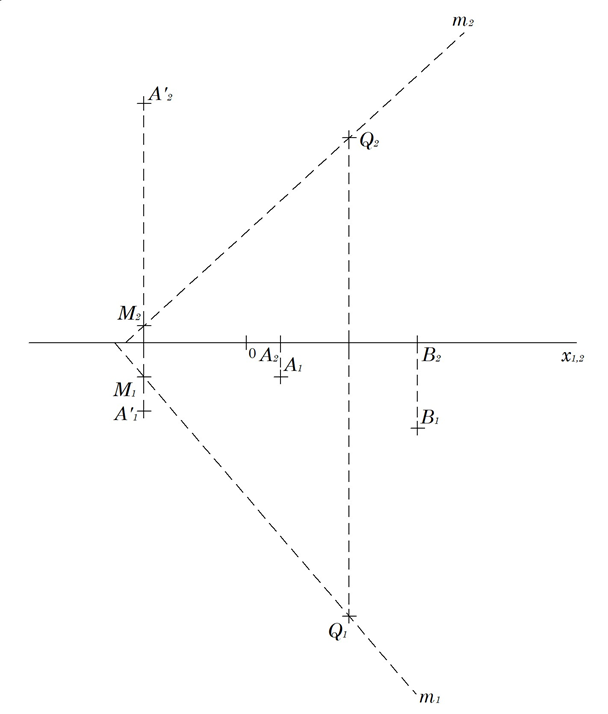 m₂
A'₂
Q₂
M₂
0 A₂ B₂ x₁,₂
A₁
M₁
A'₁ B₁
Q₁
m₁